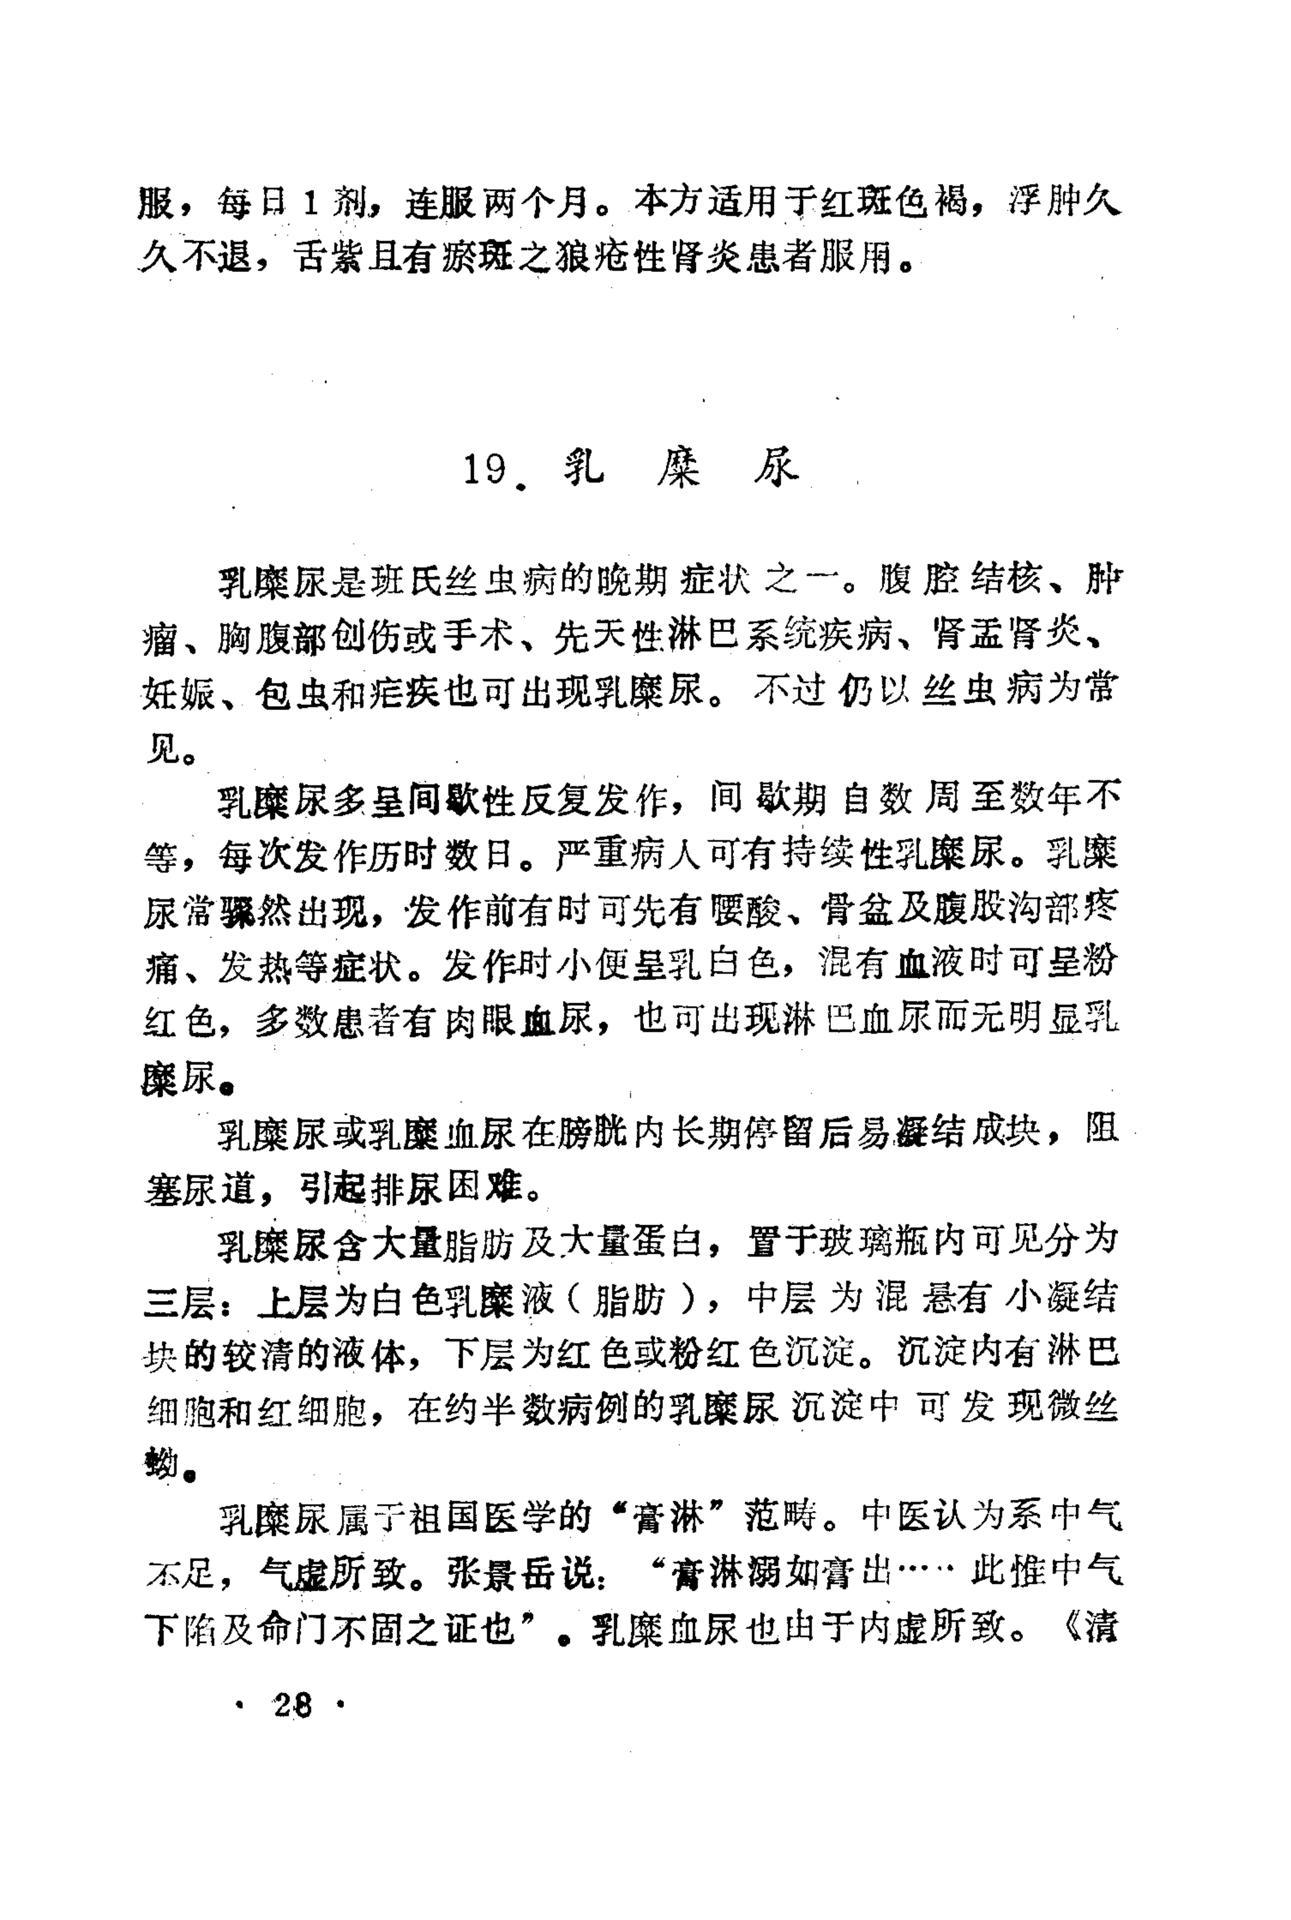 服，每日1剂，连服两个月。本方适用于红斑色褐，浮肿久
久不退，舌紫且有瘀斑之狼疮性肾炎患者服用。
19．乳糜尿
乳糜尿是班氏丝虫病的晚期症状之一。腹腔结核、肿
瘤、胸腹部创伤或手术、先天性淋巴系统疾病、肾盂肾炎、
妊娠、包虫和疟疾也可出现乳糜尿。不过仍以丝虫病为常
见。
乳糜尿多呈间歇性反复发作，间歇期自数周至数年不
等，每次发作历时数日。严重病人可有持续性乳糜尿。乳糜
尿常骤然出现，发作前有时可先有腰酸、骨盆及腹股沟部疼
痛、发热等症状。发作时小便呈乳白色，混有血液时可呈粉
红色，多数患者有肉眼血尿，也可出现淋巴血尿而无明显乳
糜尿。
乳糜尿或乳糜血尿在膀胱内长期停留后易凝结成块，阻
塞尿道，引起排尿困难。
乳糜尿含大量脂肪及大量蛋白，置于玻璃瓶内可见分为
三层：上层为白色乳糜液（脂肪），中层为混悬有小凝结
块的较清的液体，下层为红色或粉红色沉淀。沉淀内有淋巴
细胞和红细胞，在约半数病例的乳糜尿沉淀中可发现微丝
蚴。
乳糜尿属于祖国医学的“膏淋”范畴。中医认为系中气
不足，气虚所致。张景岳说：“膏淋溺如膏出……此惟中气
下陷及命门不固之证也”。乳糜血尿也由于内虚所致。《清
· 28 ·